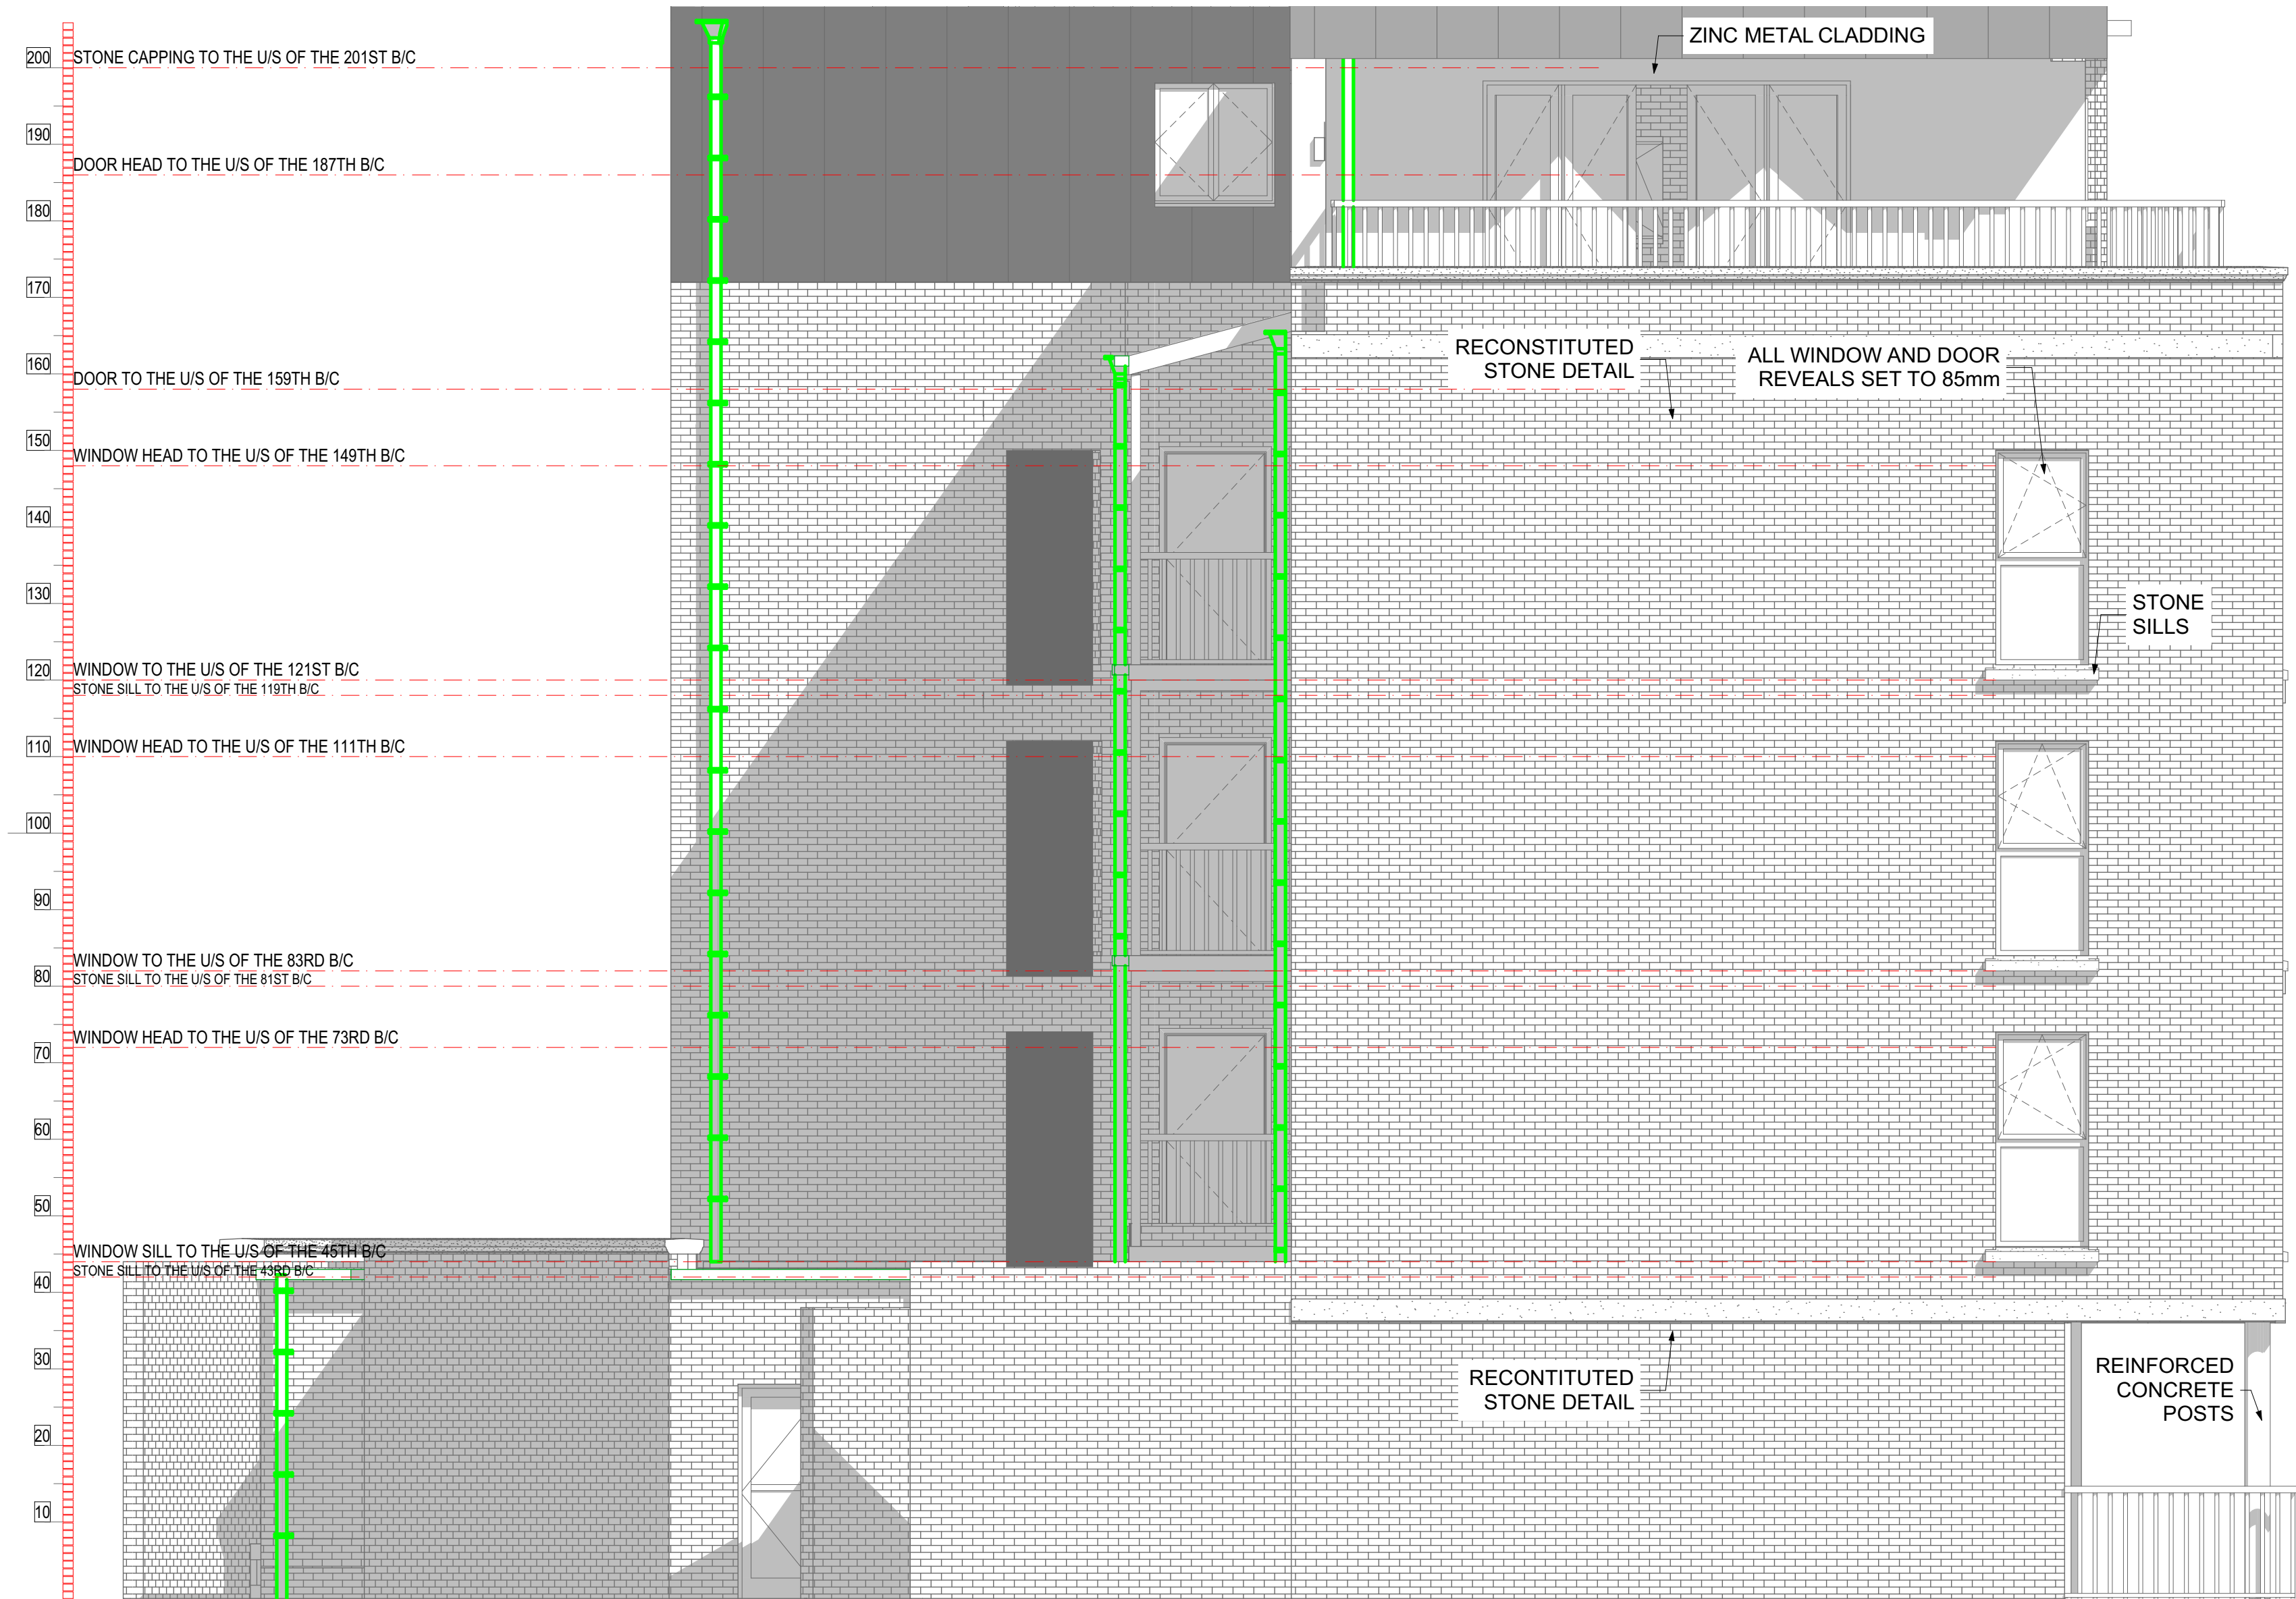 ZINC METAL CLADDING
200
STONE CAPPING TO THE U/S OF THE 201ST B/C
190
DOOR HEAD TO THE U/S OF THE 187TH B/C
180
170
RECONSTITUTED
STONE DETAIL
ALL WINDOW AND DOOR
REVEALS SET TO 85mm
160
DOOR TO THE U/S OF THE 159TH B/C
150
WINDOW HEAD TO THE U/S OF THE 149TH B/C
140
130
STONE
SILLS
120
WINDOW TO THE U/S OF THE 121ST B/C
STONE SILL TO THE U/S OF THE 119TH B/C
110
WINDOW HEAD TO THE U/S OF THE 111TH B/C
100
90
WINDOW TO THE U/S OF THE 83RD B/C
80
STONE SILL TO THE U/S OF THE 81ST B/C
WINDOW HEAD TO THE U/S OF THE 73RD B/C
70
60
50
WINDOW SILL TO THE U/S OF THE 45TH B/C
STONE SILL TO THE U/S OF THE 43RD B/C
40
30
RECONTITUTED
STONE DETAIL
REINFORCED
CONCRETE
POSTS
20
10